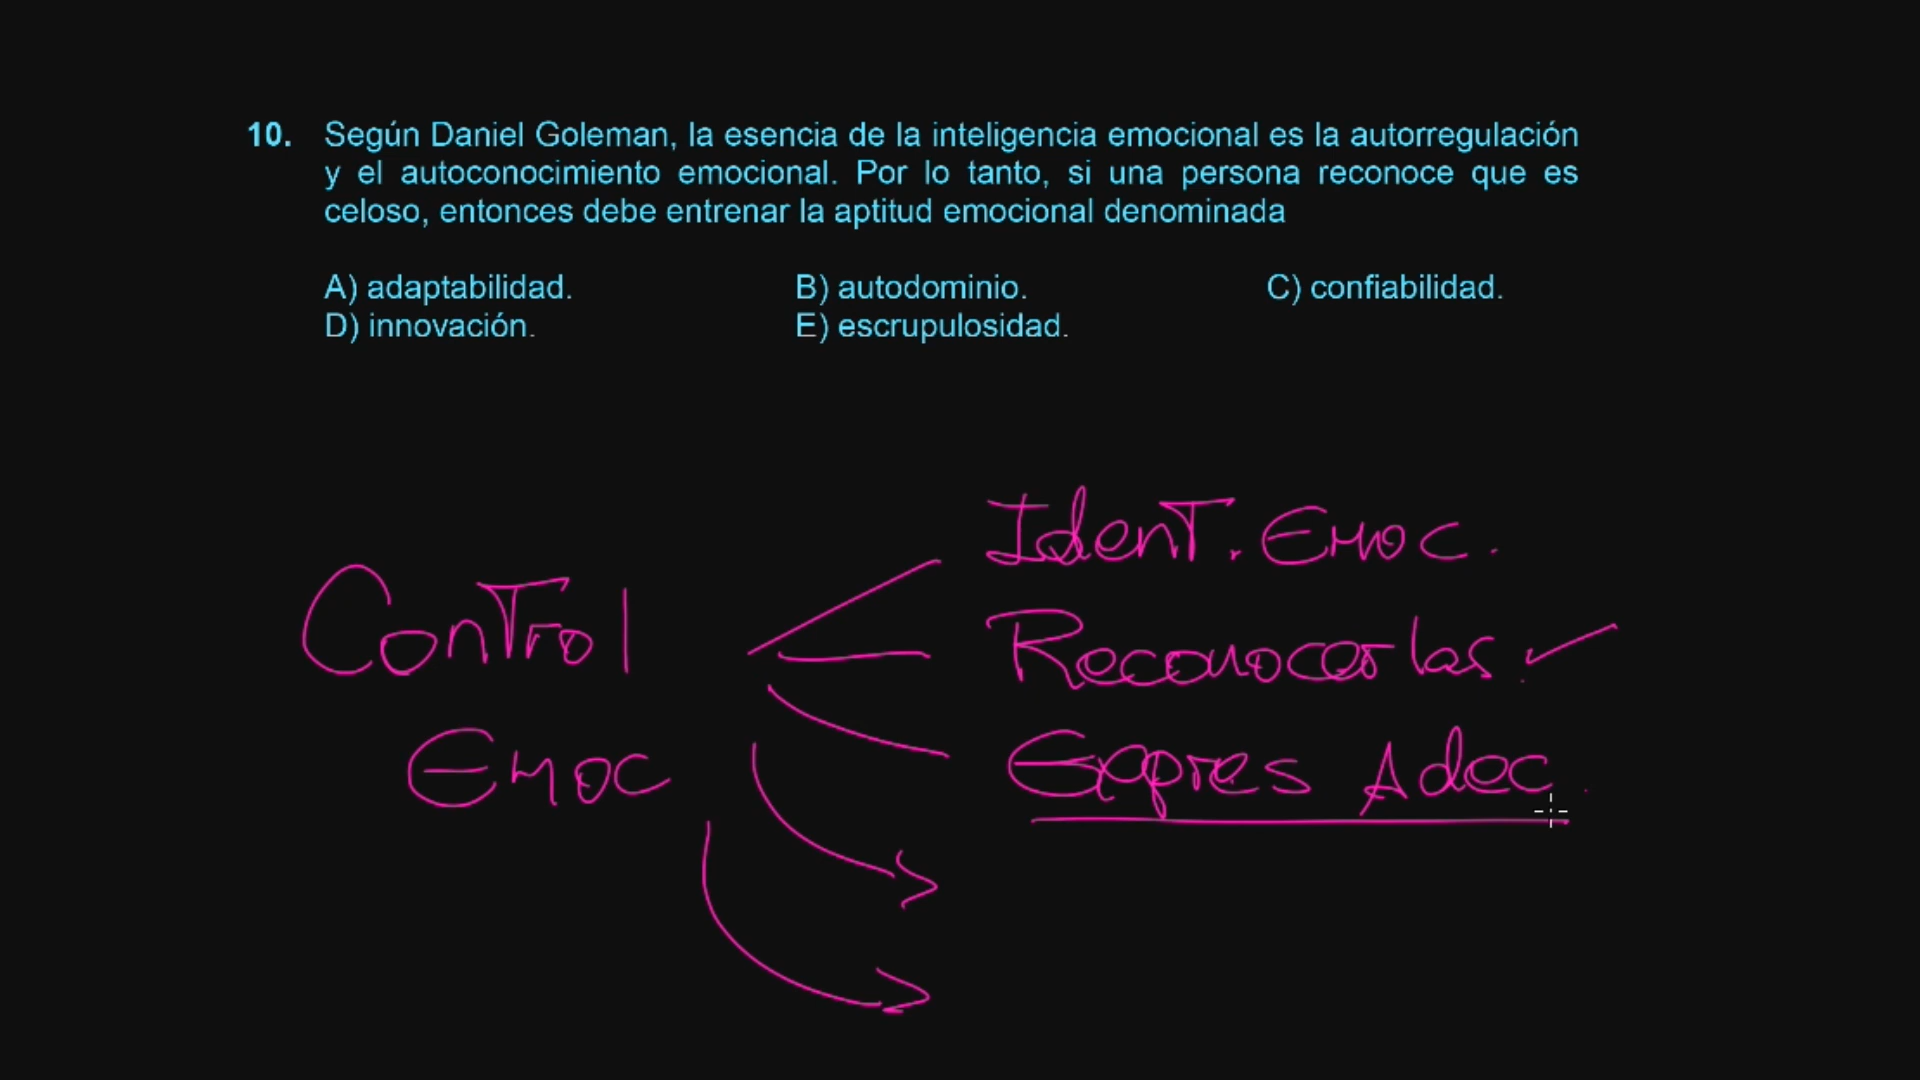 10. Según Daniel Goleman, la esencia de la inteligencia emocional es la autorregulación
y el autoconocimiento emocional. Por lo tanto, si una persona reconoce que es
celoso, entonces debe entrenar la aptitud emocional denominada
A) adaptabilidad. B) autodominio. C) confiabilidad.
D) innovación. E) escrupulosidad.
Control
Emoc
Ident. Emoc.
Reconocerlas.
Expres Adec.